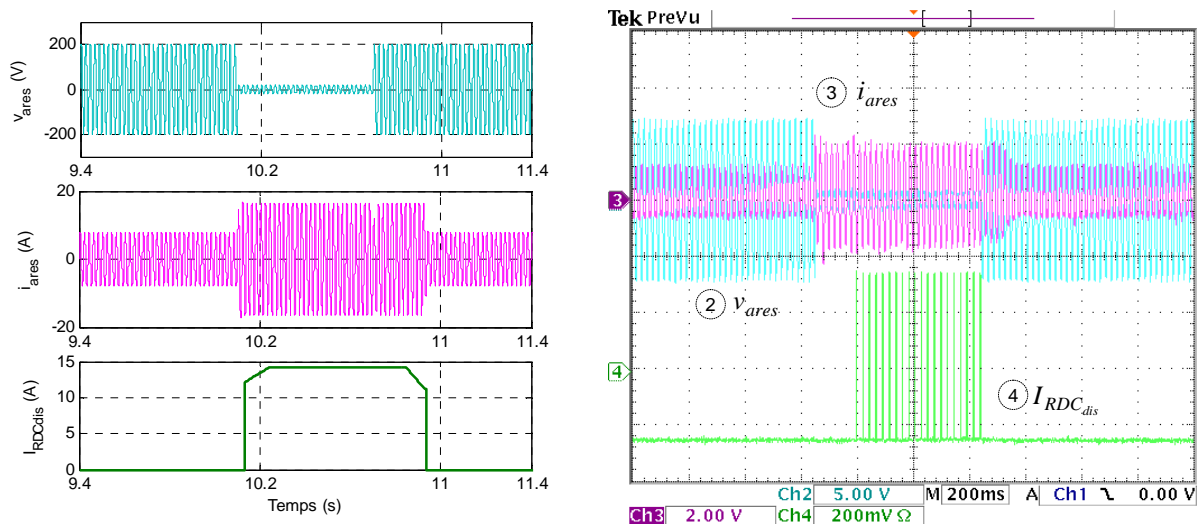 200
0
-200
v_ares (V)
9.4
10.2
11
11.4
20
0
-20
i_ares (A)
9.4
10.2
11
11.4
15
10
5
0
I_RDCdis (A)
9.4
10.2
11
11.4
Temps (s)
Tek PreVu
3 i_ares
3
2 v_ares
4
4 I_RDC_dis
Ch2 5.00 V M 200ms A Ch1 0.00 V
Ch3 2.00 V Ch4 200mV Ω